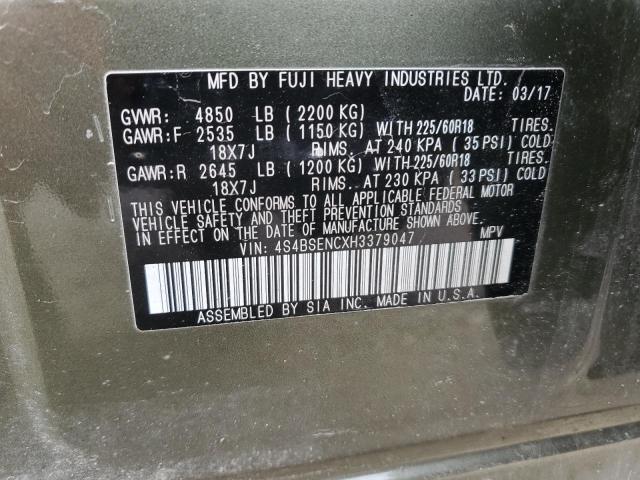 MFD BY FUJI HEAVY INDUSTRIES LTD.
DATE: 03/17
GVWR: 4850 LB ( 2200 KG)
GAWR:F 2535 LB ( 1150 KG) WITH 225/60R18 TIRES.
18X7J RIMS. AT 240 KPA ( 35 PSI) COLD
GAWR:R 2645 LB ( 1200 KG) WITH 225/60R18 TIRES.
18X7J RIMS. AT 230 KPA ( 33 PSI) COLD
THIS VEHICLE CONFORMS TO ALL APPLICABLE FEDERAL MOTOR
VEHICLE SAFETY AND THEFT PREVENTION STANDARDS
IN EFFECT ON THE DATE OF MANUFACTURE SHOWN ABOVE.
VIN: 4S4BSENCXH3379047 MPV
ASSEMBLED BY SIA INC. MADE IN U.S.A.